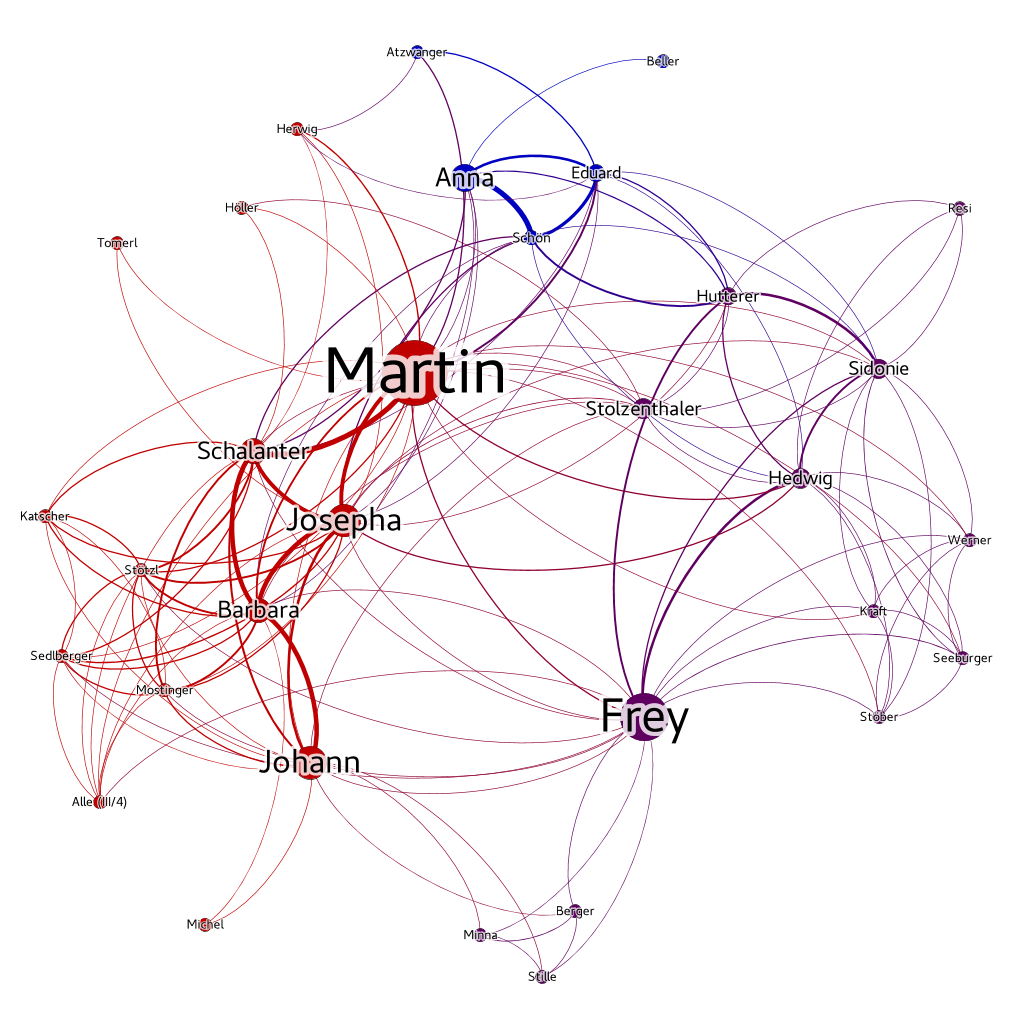 Atzwanger
Beller
Herwig
Anna
Eduard
Höller
Resi
Schön
Tomerl
Hutterer
Martin
Sidonie
Stolzenthaler
Schalanter
Hedwig
Katscher
Josepha
Werner
Stötzl
Barbara
Kraft
Sedlberger
Seeburger
Mostinger
Frey
Stöber
Johann
Alle (III/4)
Michel
Berger
Minna
Stille